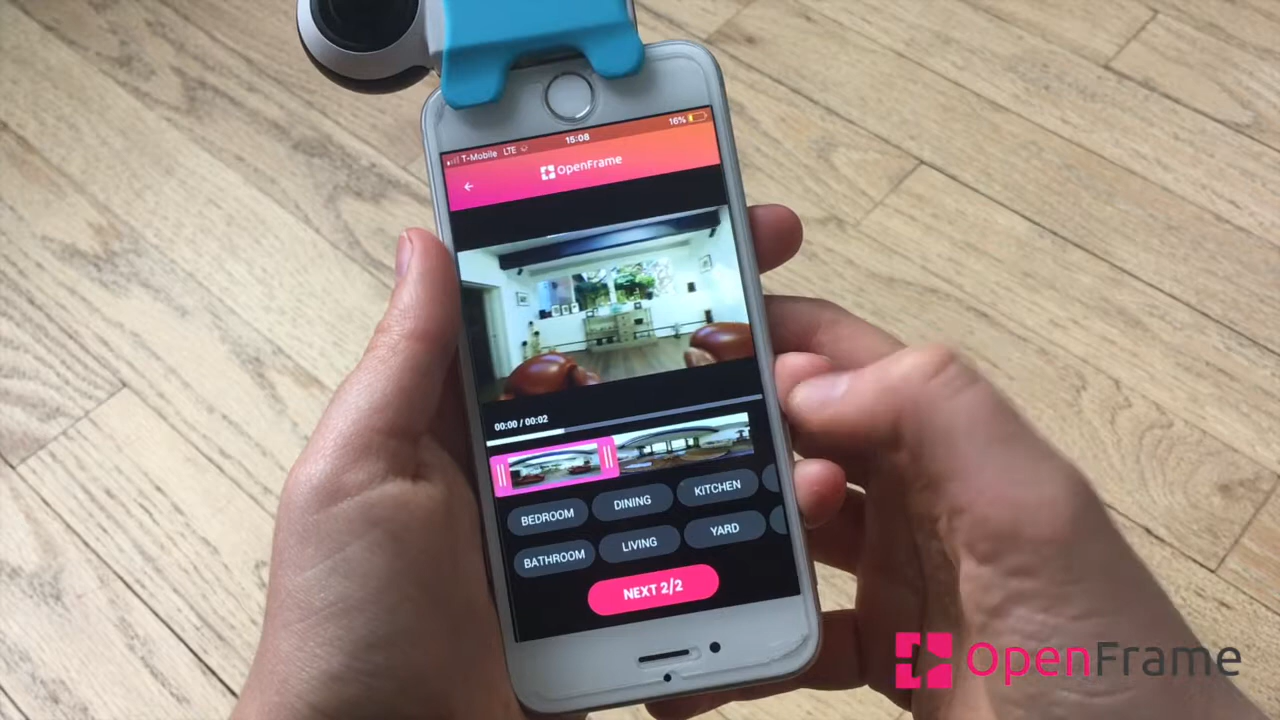 T-Mobile LTE 15:08 16%
OpenFrame
00:00 / 00:02
BEDROOM DINING KITCHEN
BATHROOM LIVING YARD
NEXT 2/2
OpenFrame